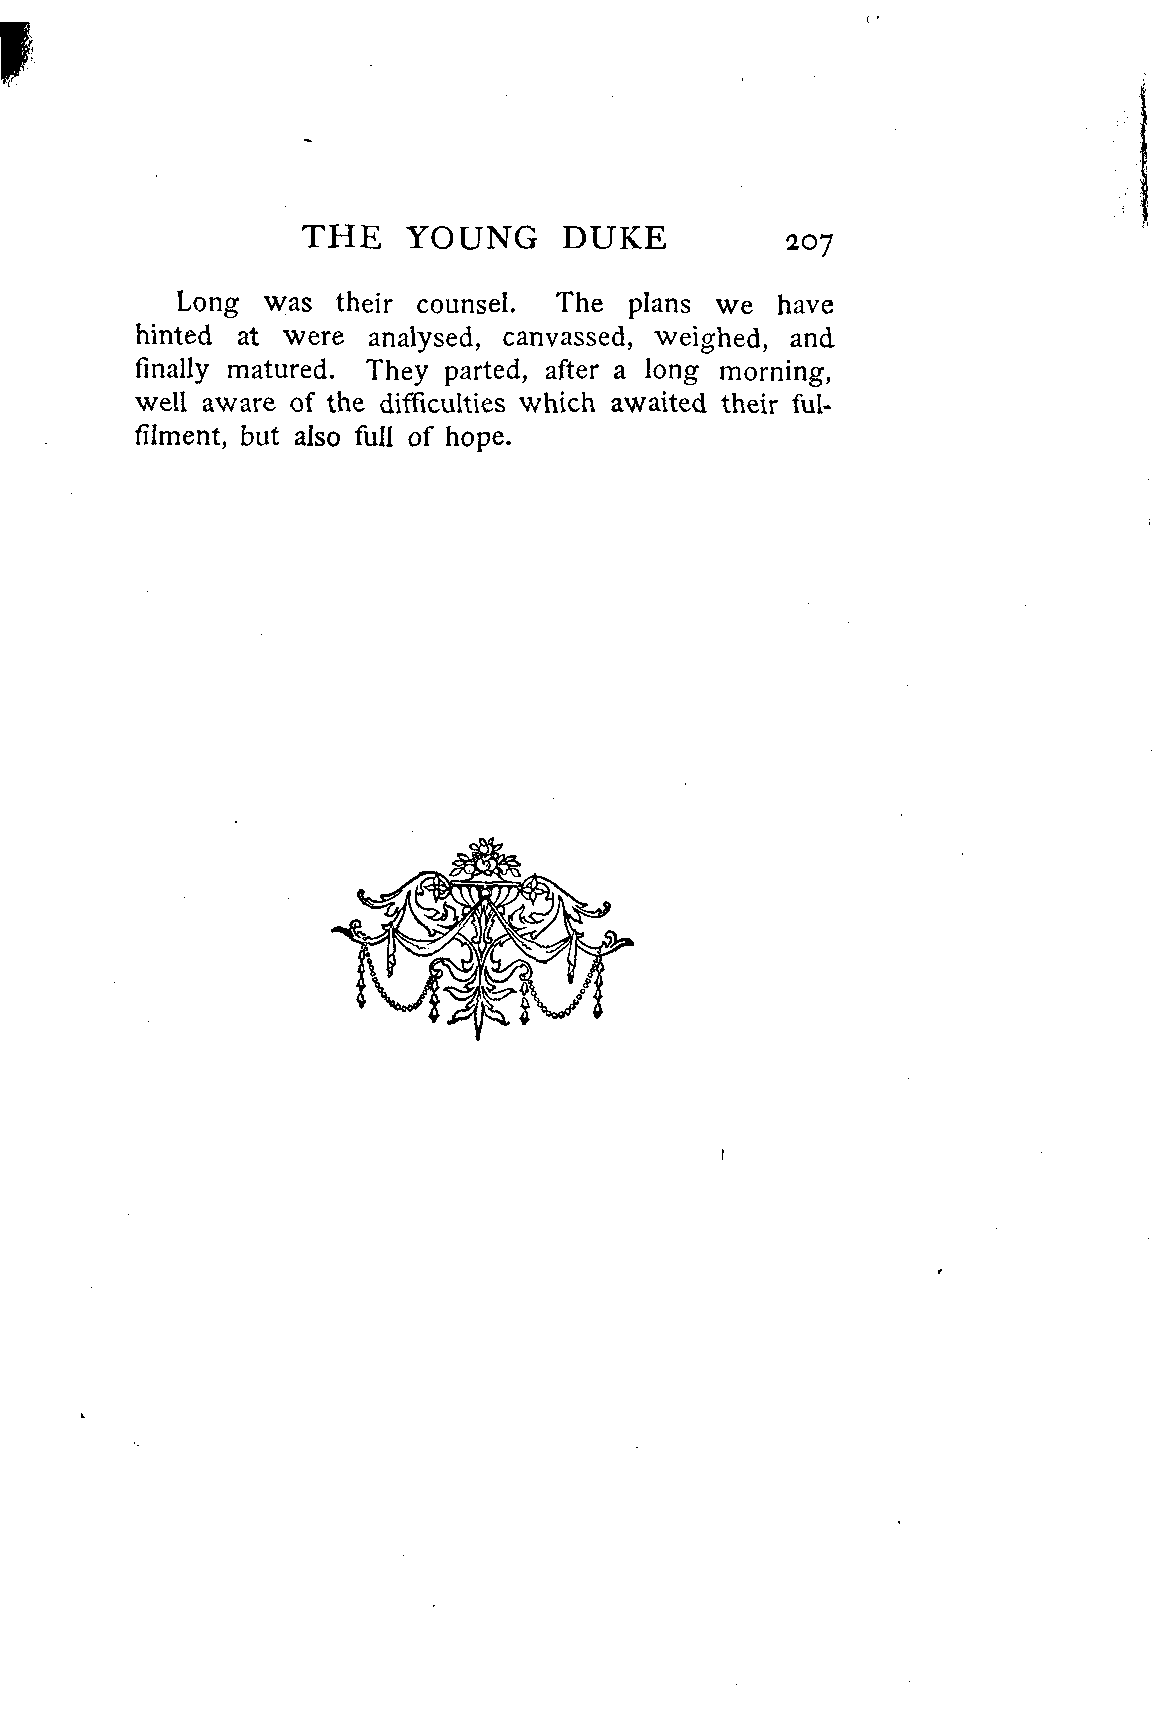 THE YOUNG DUKE 207
Long was their counsel. The plans we have
hinted at were analysed, canvassed, weighed, and
finally matured. They parted, after a long morning,
well aware of the difficulties which awaited their ful-
filment, but also full of hope.